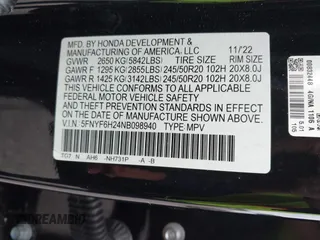 MFD. BY HONDA DEVELOPMENT &
MANUFACTURING OF AMERICA, LLC 11/22
GVWR 2650 KG (5842LBS) TIRE SIZE RIM SIZE
GAWR F 1295 KG (2855LBS) 245/50R20 102H 20X8.0J
GAWR R 1425 KG (3142LBS) 245/50R20 102H 20X8.0J
THIS VEHICLE CONFORMS TO ALL APPLICABLE
FEDERAL MOTOR VEHICLE SAFETY AND THEFT
PREVENTION STANDARDS IN EFFECT ON THE DATE
OF MANUFACTURE SHOWN ABOVE.
V.I.N. 5FNYF6H24NB098940 TYPE:MPV
NH731P